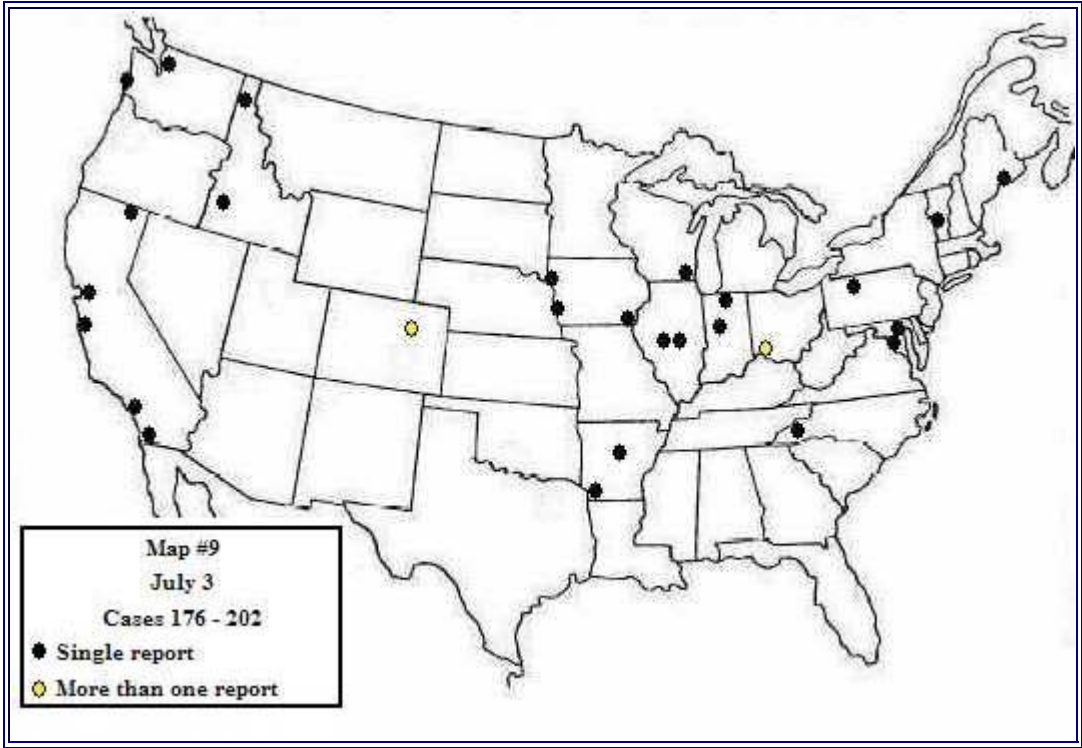 Map #9
July 3
Cases 176 - 202
Single report
More than one report